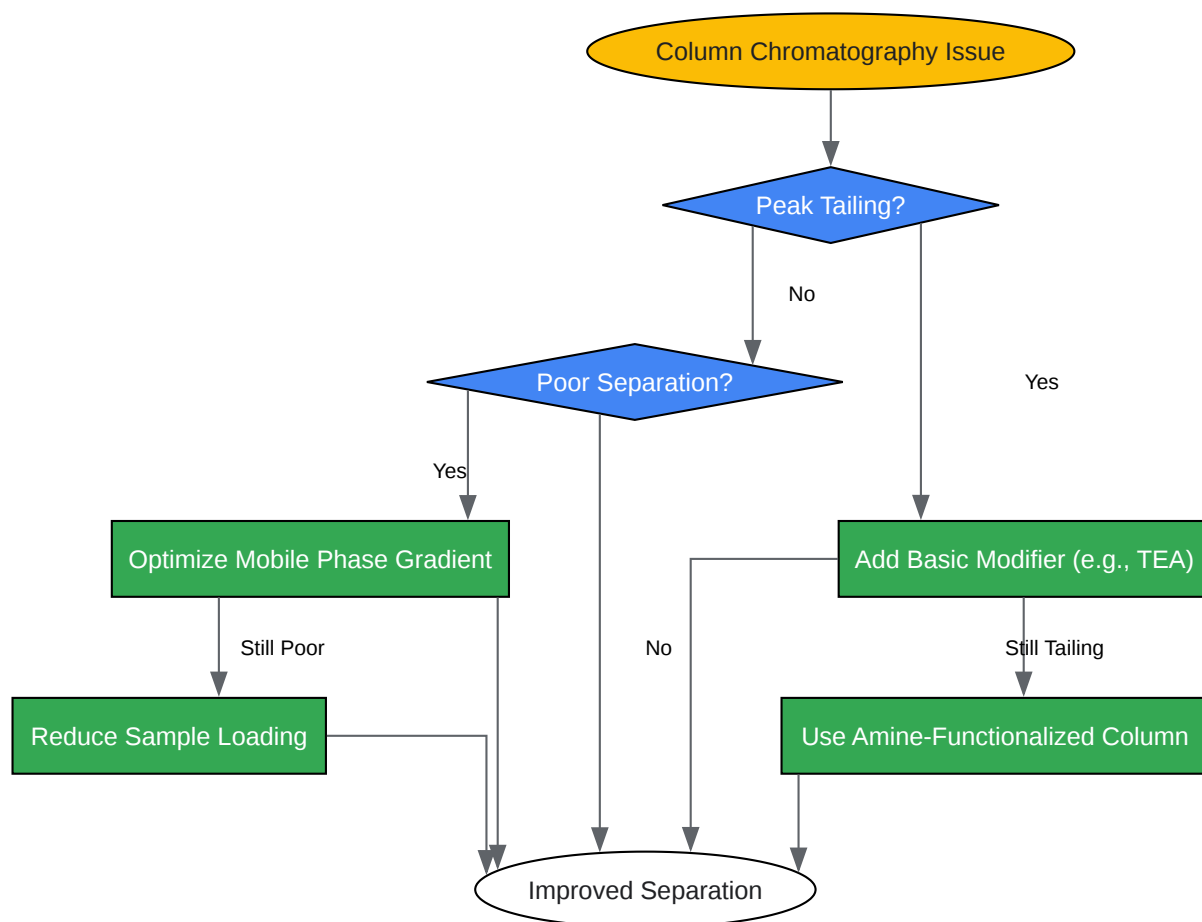 Column Chromatography Issue
Peak Tailing?
No
Poor Separation?
Yes
Yes
Optimize Mobile Phase Gradient
Add Basic Modifier (e.g., TEA)
Still Poor
No
Still Tailing
Reduce Sample Loading
Use Amine-Functionalized Column
Improved Separation